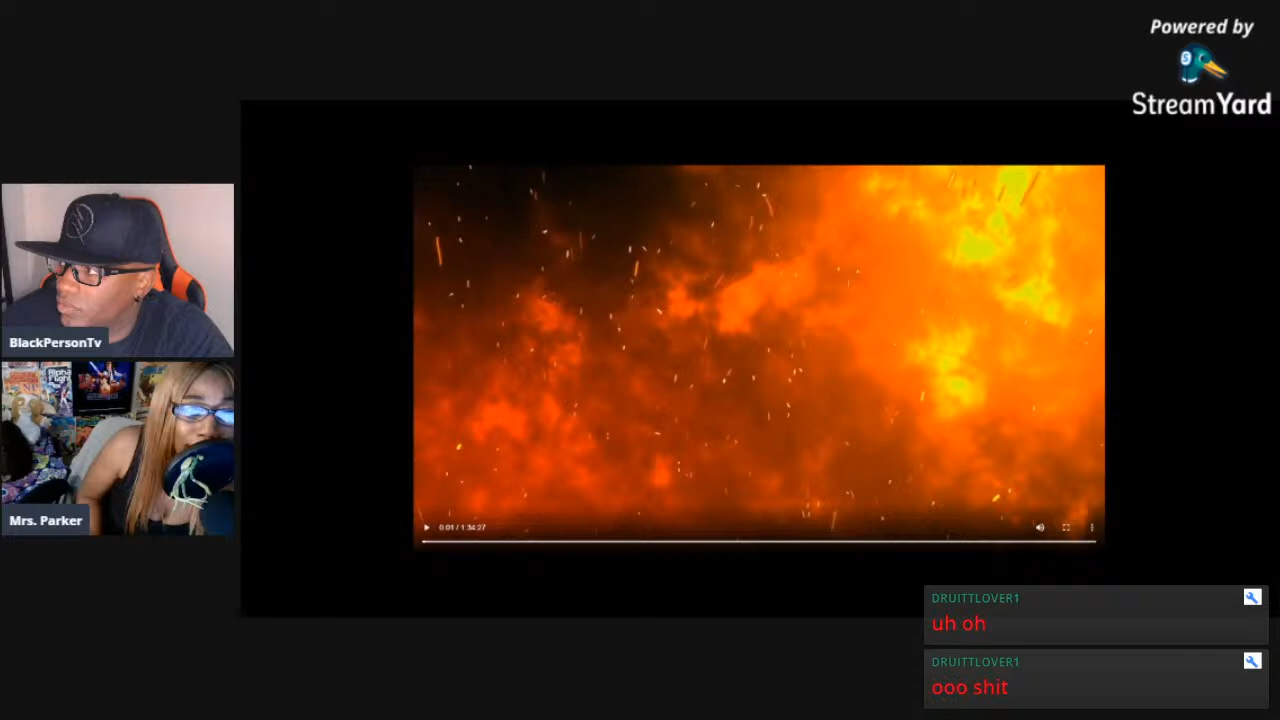 Powered by
StreamYard
BlackPersonTv
Mrs. Parker
0:01 / 1:34:27
DRUITTLOVER1
uh oh
DRUITTLOVER1
ooo shit